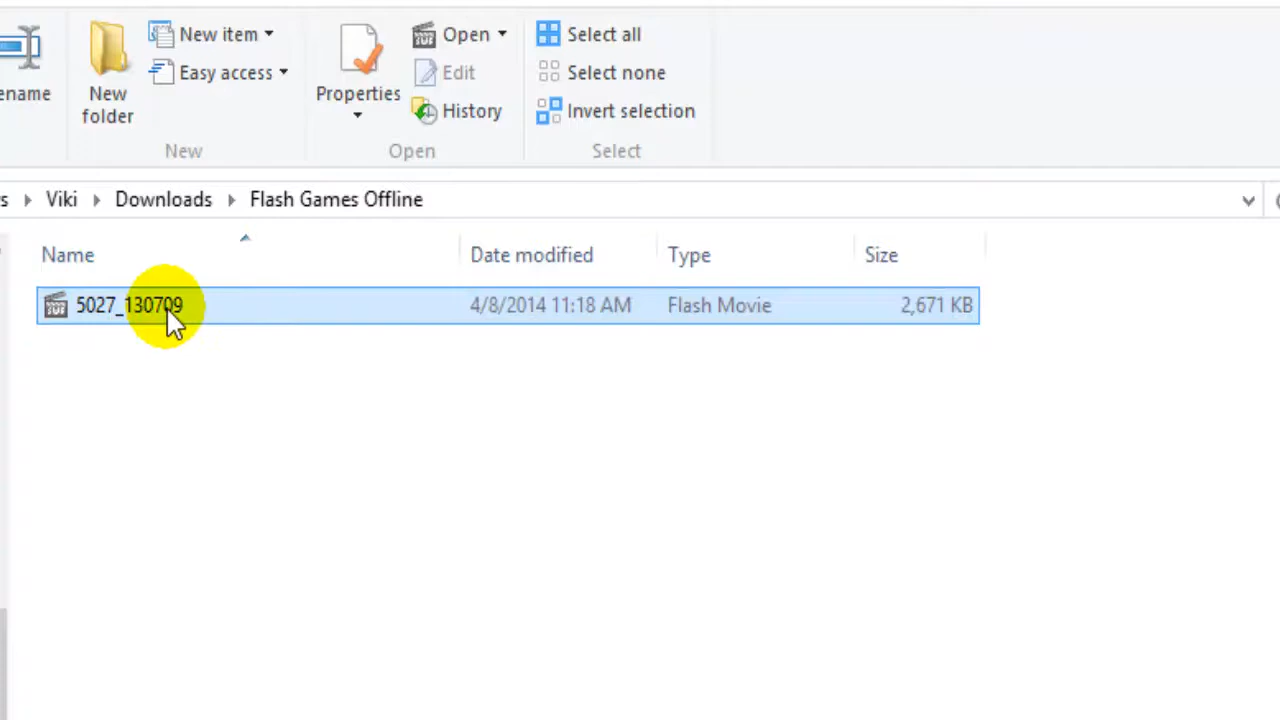 ename
New
folder
New item
Easy access
New
Properties
Open
Edit
History
Open
Select all
Select none
Invert selection
Select
s Viki Downloads Flash Games Offline
Name Date modified Type Size
5027_130709 4/8/2014 11:18 AM Flash Movie 2,671 KB